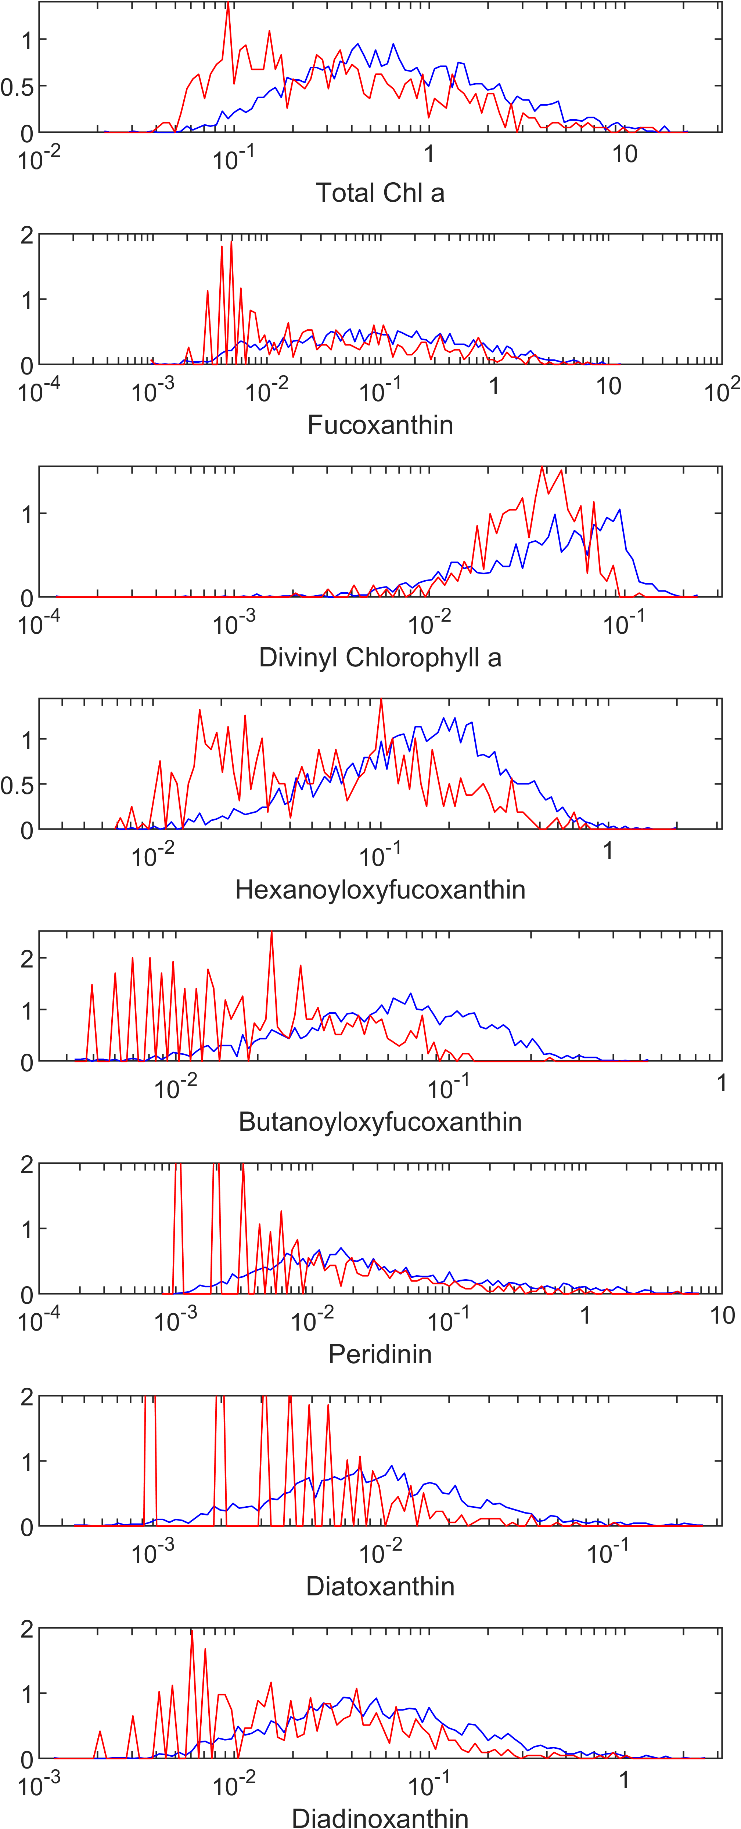 1
0.5
0
10-2 10-1 1 10
Total Chl a
2
1
0
10-4 10-3 10-2 10-1 1 10 102
Fucoxanthin
1
0
10-4 10-3 10-2 10-1
Divinyl Chlorophyll a
1
0.5
0
10-2 10-1 1
Hexanoyloxyfucoxanthin
2
1
0
10-2 10-1 1
Butanoyloxyfucoxanthin
2
1
0
10-4 10-3 10-2 10-1 1 10
Peridinin
2
1
0
10-3 10-2 10-1
Diatoxanthin
2
1
0
10-3 10-2 10-1 1
Diadinoxanthin